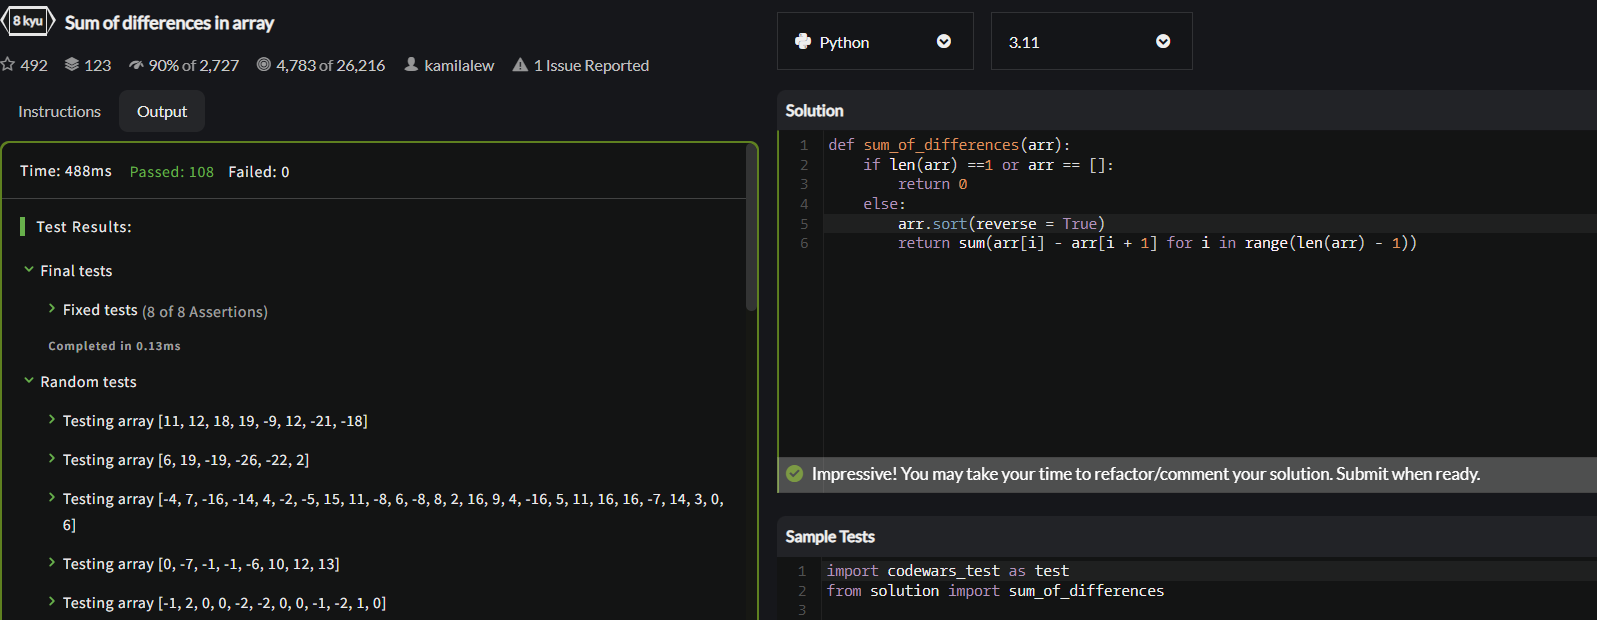 8 kyu Sum of differences in array
492 123 90% of 2,727 4,783 of 26,216 kamilalew 1 Issue Reported
Instructions Output
Time: 488ms Passed: 108 Failed: 0
Test Results:
Final tests
Fixed tests (8 of 8 Assertions)
Completed in 0.13ms
Random tests
Testing array [11, 12, 18, 19, -9, 12, -21, -18]
Testing array [6, 19, -19, -26, -22, 2]
Testing array [-4, 7, -16, -14, 4, -2, -5, 15, 11, -8, 6, -8, 8, 2, 16, 9, 4, -16, 5, 11, 16, 16, -7, 14, 3, 0,
6]
Testing array [0, -7, -1, -1, -6, 10, 12, 13]
Testing array [-1, 2, 0, 0, -2, -2, 0, 0, -1, -2, 1, 0]
Python 3.11
Solution
1 def sum_of_differences(arr):
2 if len(arr) ==1 or arr == []:
3 return 0
4 else:
5 arr.sort(reverse = True)
6 return sum(arr[i] - arr[i + 1] for i in range(len(arr) - 1))
Impressive! You may take your time to refactor/comment your solution. Submit when ready.
Sample Tests
1 import codewars_test as test
2 from solution import sum_of_differences
3